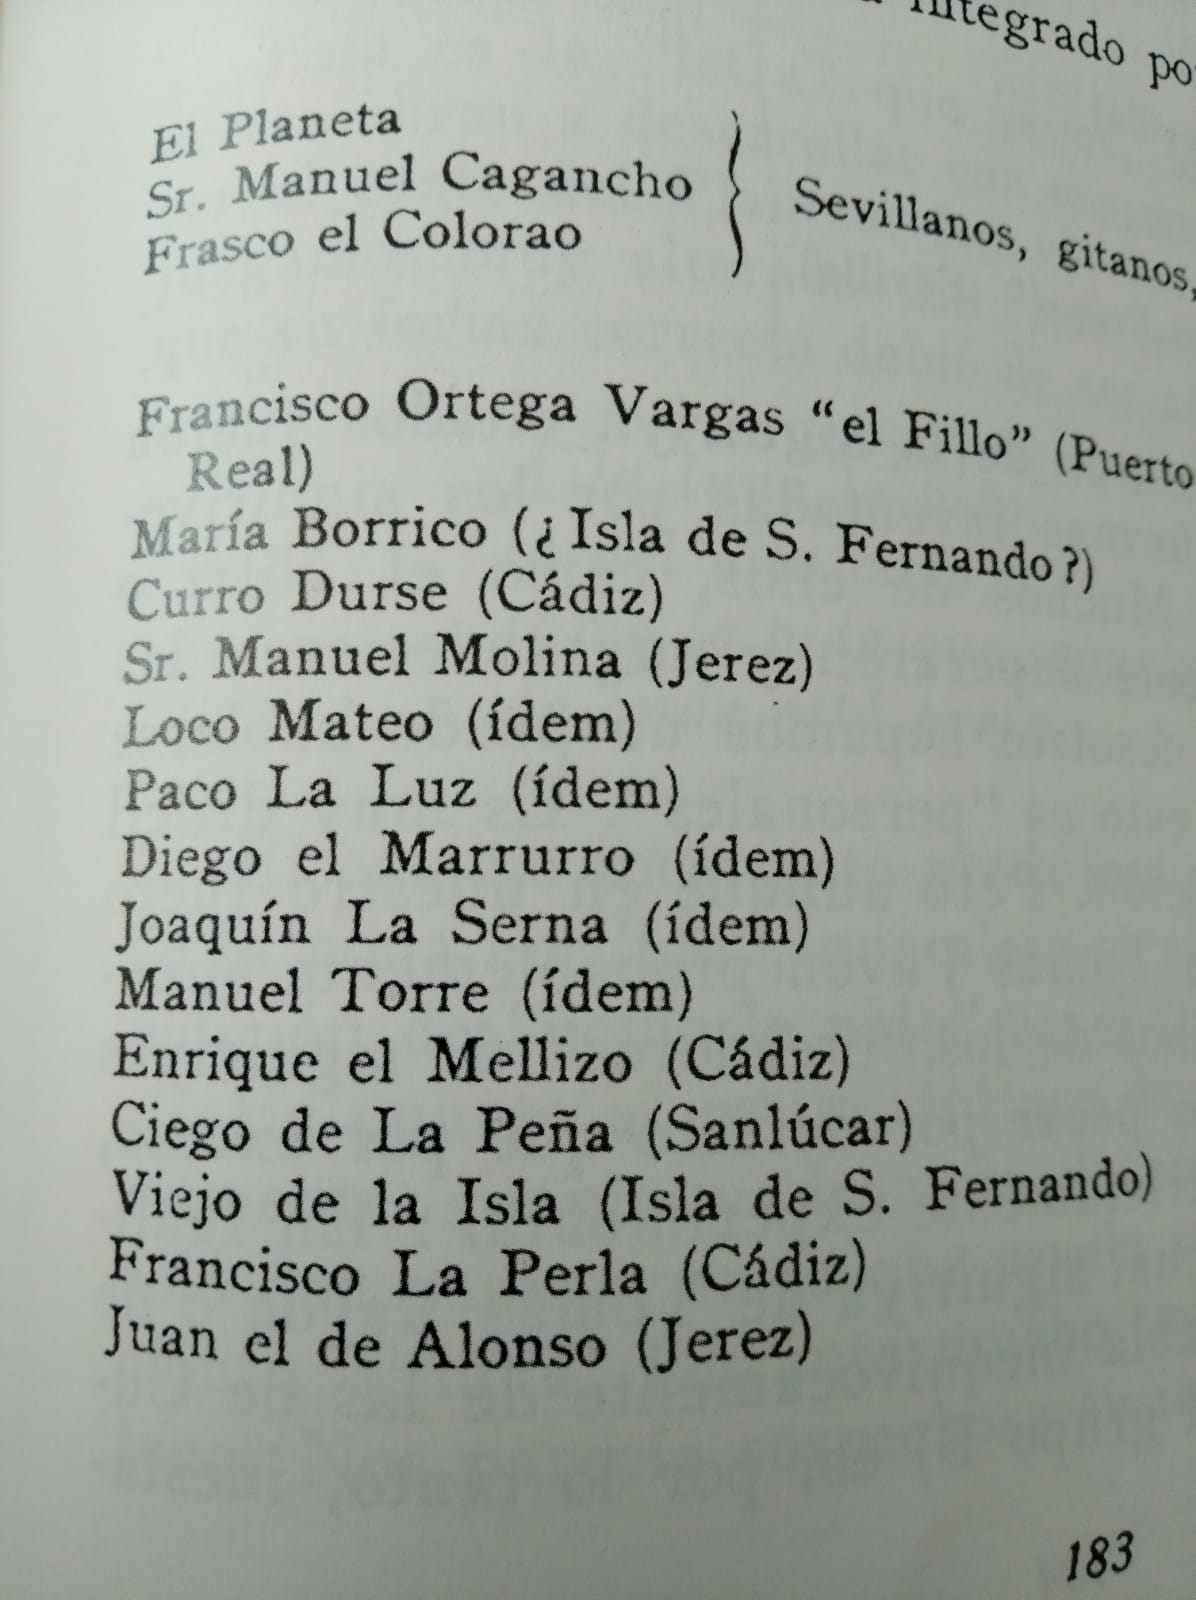 integrado po
El Planeta
Sr. Manuel Cagancho
Frasco el Colorao
Sevillanos, gitanos,
Francisco Ortega Vargas “el Fillo” (Puerto
Real)
María Borrico (¿Isla de S. Fernando?)
Curro Durse (Cádiz)
Sr. Manuel Molina (Jerez)
Loco Mateo (ídem)
Paco La Luz (ídem)
Diego el Marrurro (ídem)
Joaquín La Serna (ídem)
Manuel Torre (ídem)
Enrique el Mellizo (Cádiz)
Ciego de La Peña (Sanlúcar)
Viejo de la Isla (Isla de S. Fernando)
Francisco La Perla (Cádiz)
Juan el de Alonso (Jerez)
183